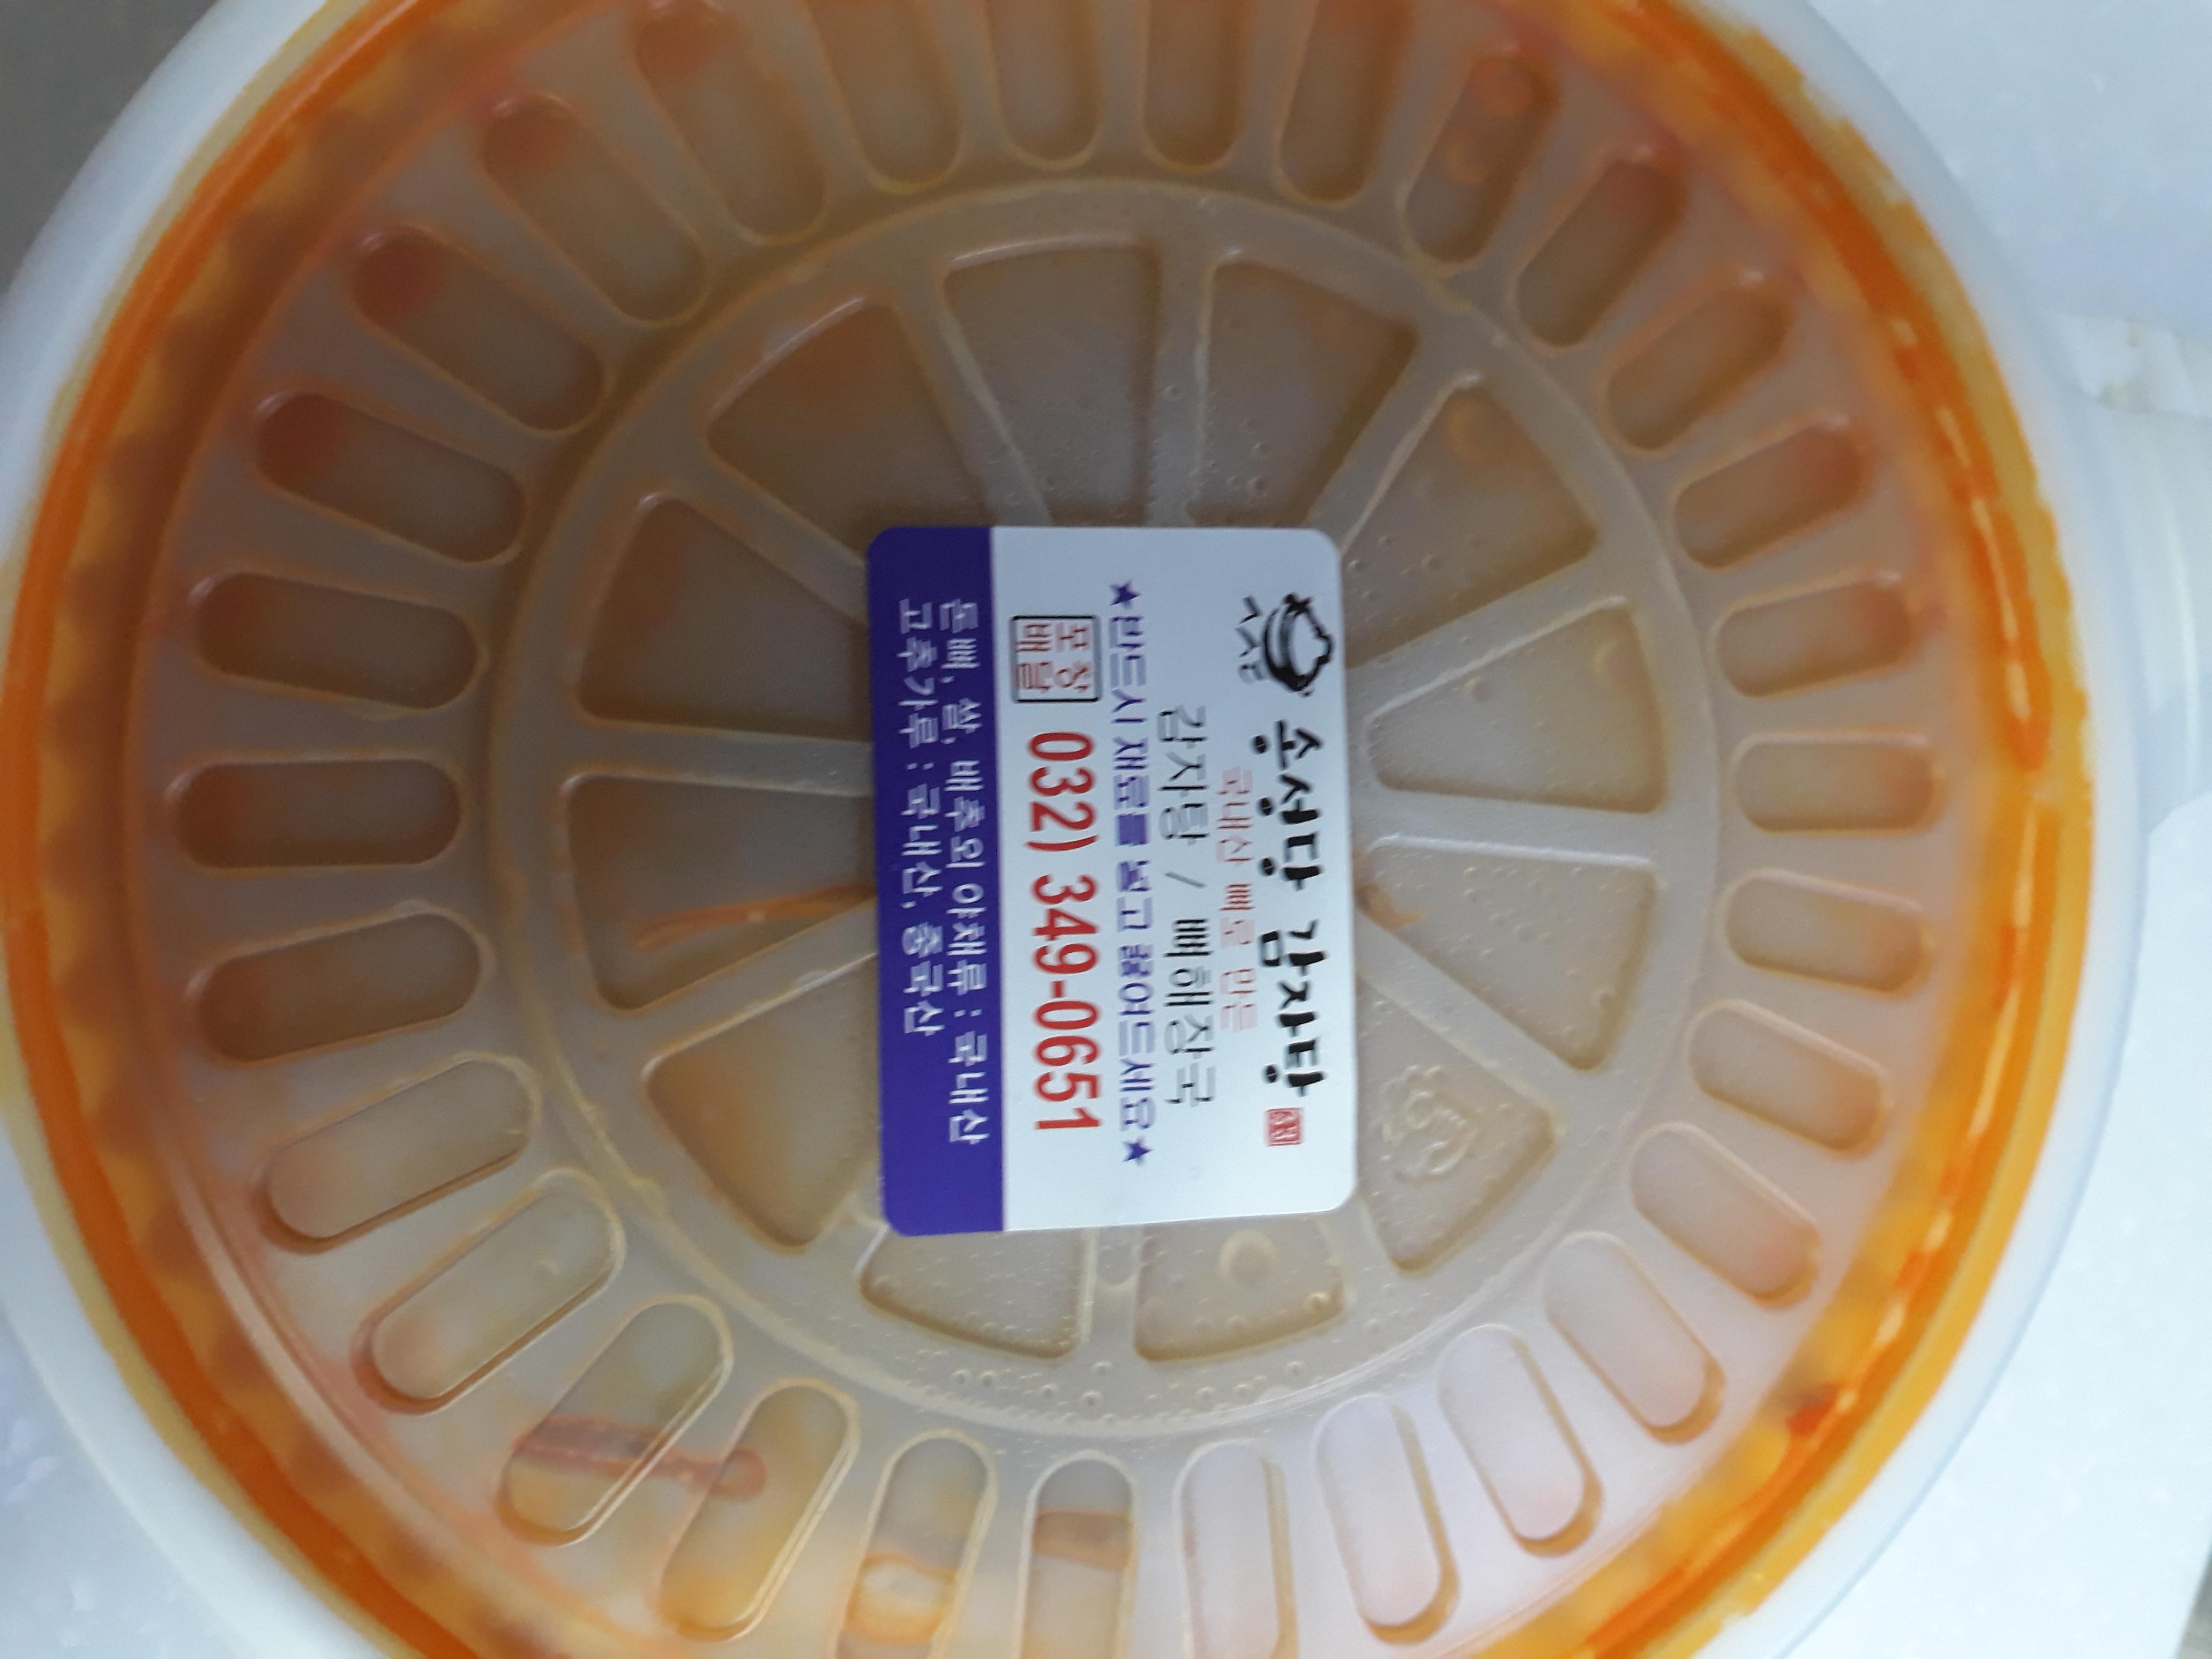 송성당 감자탕
국내산 뼈로 만든
감자탕 / 뼈해장국
★반드시 재료를 넣고 끓여드세요★
포장
배달
032) 349-0651
돈뼈, 쌀, 배추외 야채류 : 국내산
고추가루 : 국내산, 중국산